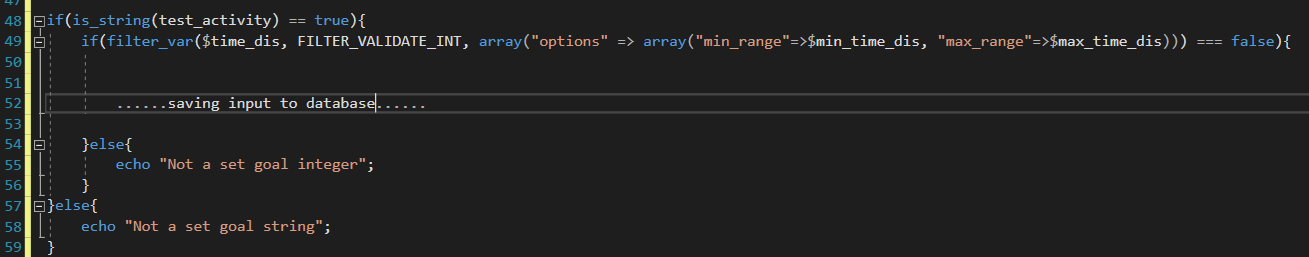 47
48 if(is_string(test_activity) == true){
49     if(filter_var($time_dis, FILTER_VALIDATE_INT, array("options" => array("min_range"=>$min_time_dis, "max_range"=>$max_time_dis))) === false){
50
51
52         ......saving input to database......
53
54     }else{
55         echo "Not a set goal integer";
56     }
57 }else{
58     echo "Not a set goal string";
59 }